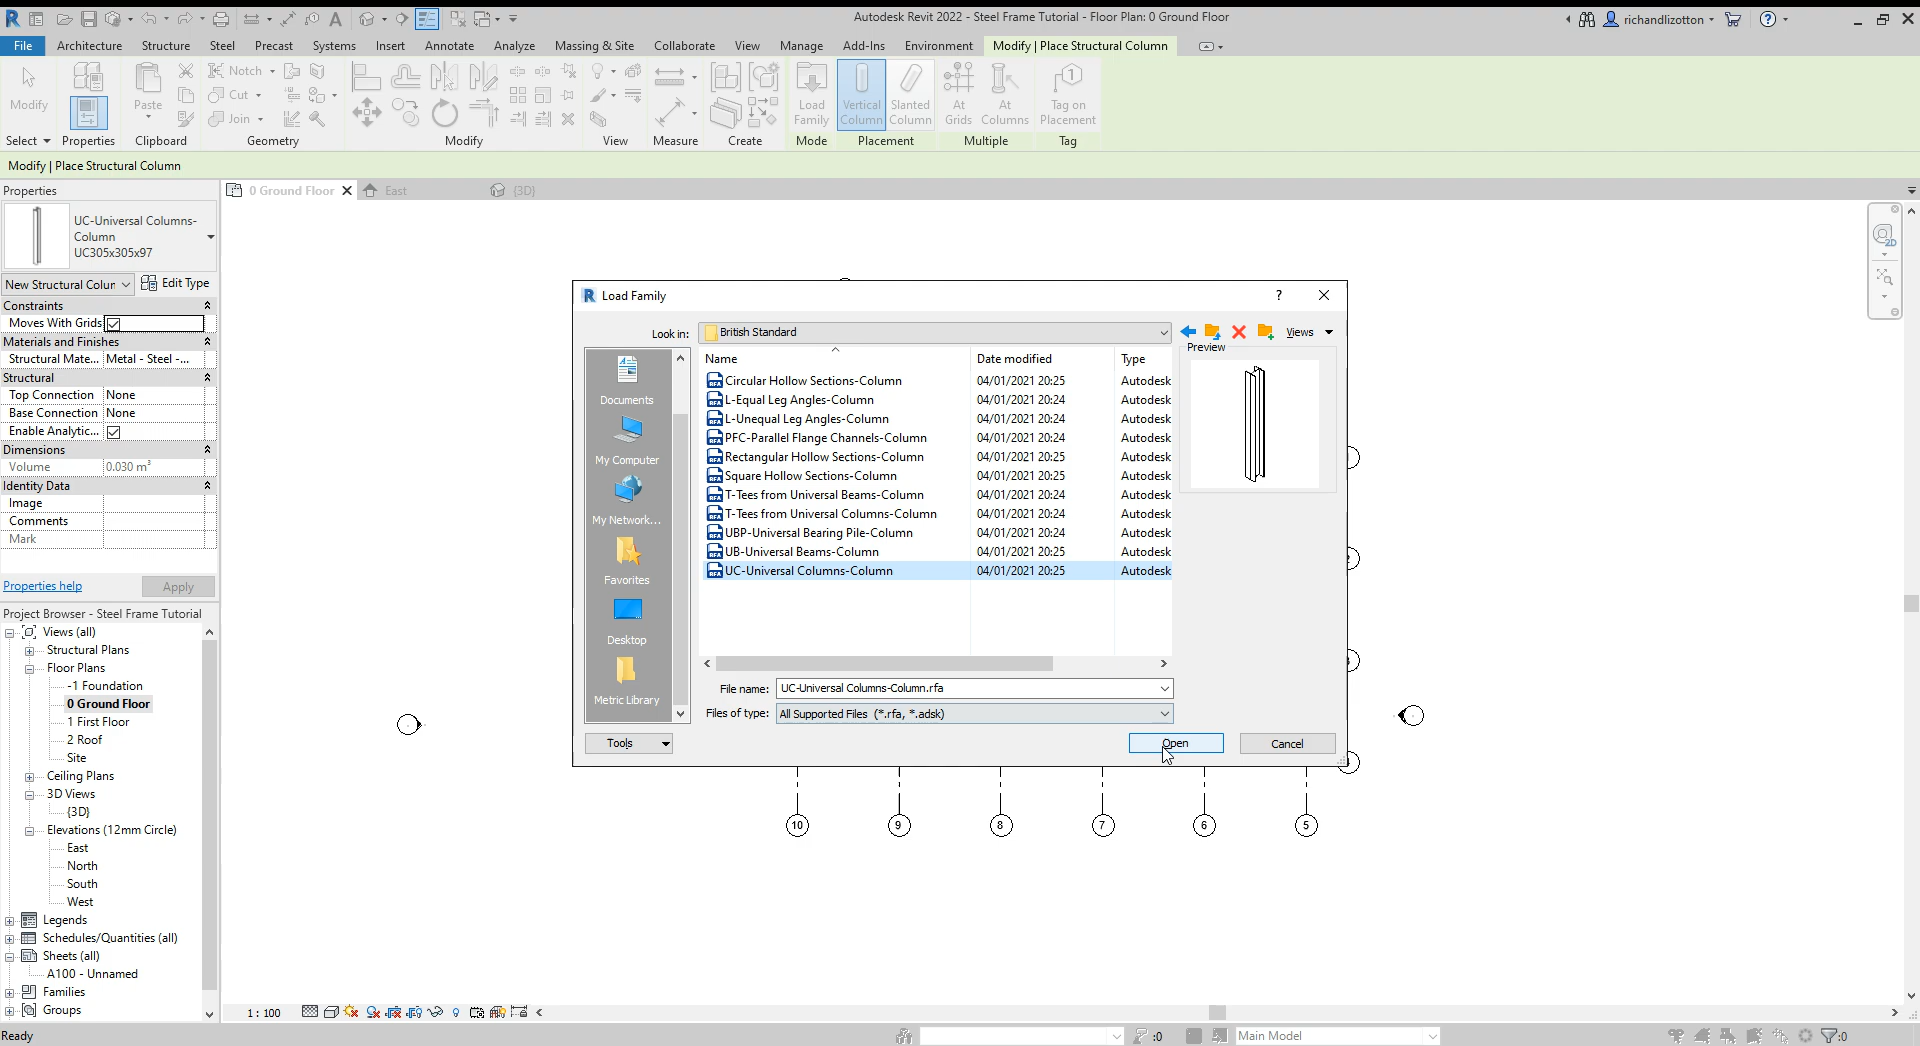 Autodesk Revit 2022 - Steel Frame Tutorial - Floor Plan: 0 Ground Floor
richandlizotton
File Architecture Structure Steel Precast Systems Insert Annotate Analyze Massing & Site Collaborate View Manage Add-Ins Environment Modify | Place Structural Column
Modify
Paste
Notch
Cut
Join
Load Family
Vertical Column
Slanted Column
At Grids
At Columns
Tag on Placement
Select Properties Clipboard Geometry Modify View Measure Create Mode Placement Multiple Tag
Modify | Place Structural Column
Properties
0 Ground Floor East {3D}
UC-Universal Columns-
Column
UC305x305x97
New Structural Colur Edit Type
Constraints
Moves With Grids
Materials and Finishes
Structural Mate... Metal - Steel -...
Structural
Top Connection None
Base Connection None
Enable Analytic...
Dimensions
Volume 0.030 m³
Identity Data
Image
Comments
Mark
Properties help Apply
Project Browser - Steel Frame Tutorial
Views (all)
Structural Plans
Floor Plans
-1 Foundation
0 Ground Floor
1 First Floor
2 Roof
Site
Ceiling Plans
3D Views
{3D}
Elevations (12mm Circle)
East
North
South
West
Legends
Schedules/Quantities (all)
Sheets (all)
A100 - Unnamed
Families
Groups
Load Family
Look in: British Standard Views
Preview
Documents
My Computer
My Network...
Favorites
Desktop
Metric Library
Name Date modified Type
Circular Hollow Sections-Column 04/01/2021 20:25 Autodesk
L-Equal Leg Angles-Column 04/01/2021 20:24 Autodesk
L-Unequal Leg Angles-Column 04/01/2021 20:24 Autodesk
PFC-Parallel Flange Channels-Column 04/01/2021 20:24 Autodesk
Rectangular Hollow Sections-Column 04/01/2021 20:25 Autodesk
Square Hollow Sections-Column 04/01/2021 20:25 Autodesk
T-Tees from Universal Beams-Column 04/01/2021 20:24 Autodesk
T-Tees from Universal Columns-Column 04/01/2021 20:24 Autodesk
UBP-Universal Bearing Pile-Column 04/01/2021 20:24 Autodesk
UB-Universal Beams-Column 04/01/2021 20:25 Autodesk
UC-Universal Columns-Column 04/01/2021 20:25 Autodesk
File name: UC-Universal Columns-Column.rfa
Files of type: All Supported Files (*.rfa, *.adsk)
Tools Open Cancel
10 9 8 7 6 5
1 : 100
Ready :0 Main Model :0